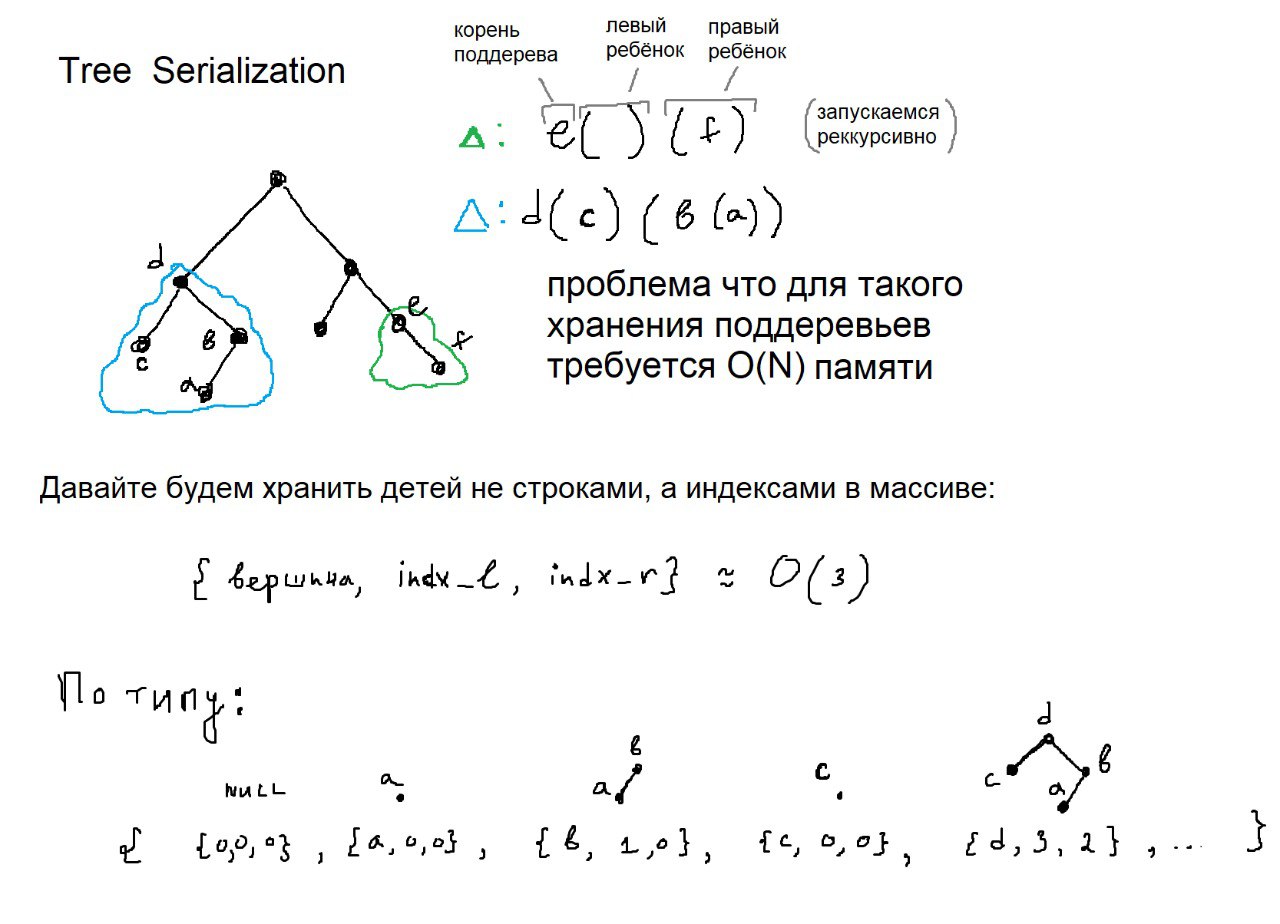 Tree Serialization
корень
поддерева
левый
ребёнок
правый
ребёнок
Δ: e( ) (f)
(запускаемся
реккурсивно)
Δ: d(c) (в(a))
d
c
в
a
e
f
проблема что для такого
хранения поддеревьев
требуется O(N) памяти
Давайте будем хранить детей не строками, а индексами в массиве:
{ вершина, indx_l, indx_r} ≈ O(3)
По типу:
null
a
в
a
c
d
c
в
a
{ {0,0,0}, {a,0,0}, {в, 1,0}, {c, 0,0}, {d, 3, 2}, ... }